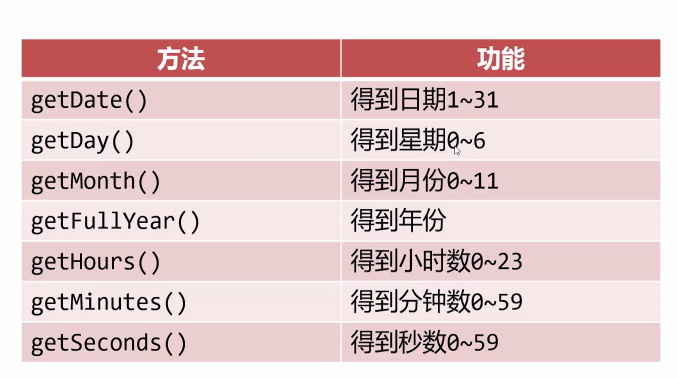 方法 功能
getDate() 得到日期1~31
getDay() 得到星期0~6
getMonth() 得到月份0~11
getFullYear() 得到年份
getHours() 得到小时数0~23
getMinutes() 得到分钟数0~59
getSeconds() 得到秒数0~59